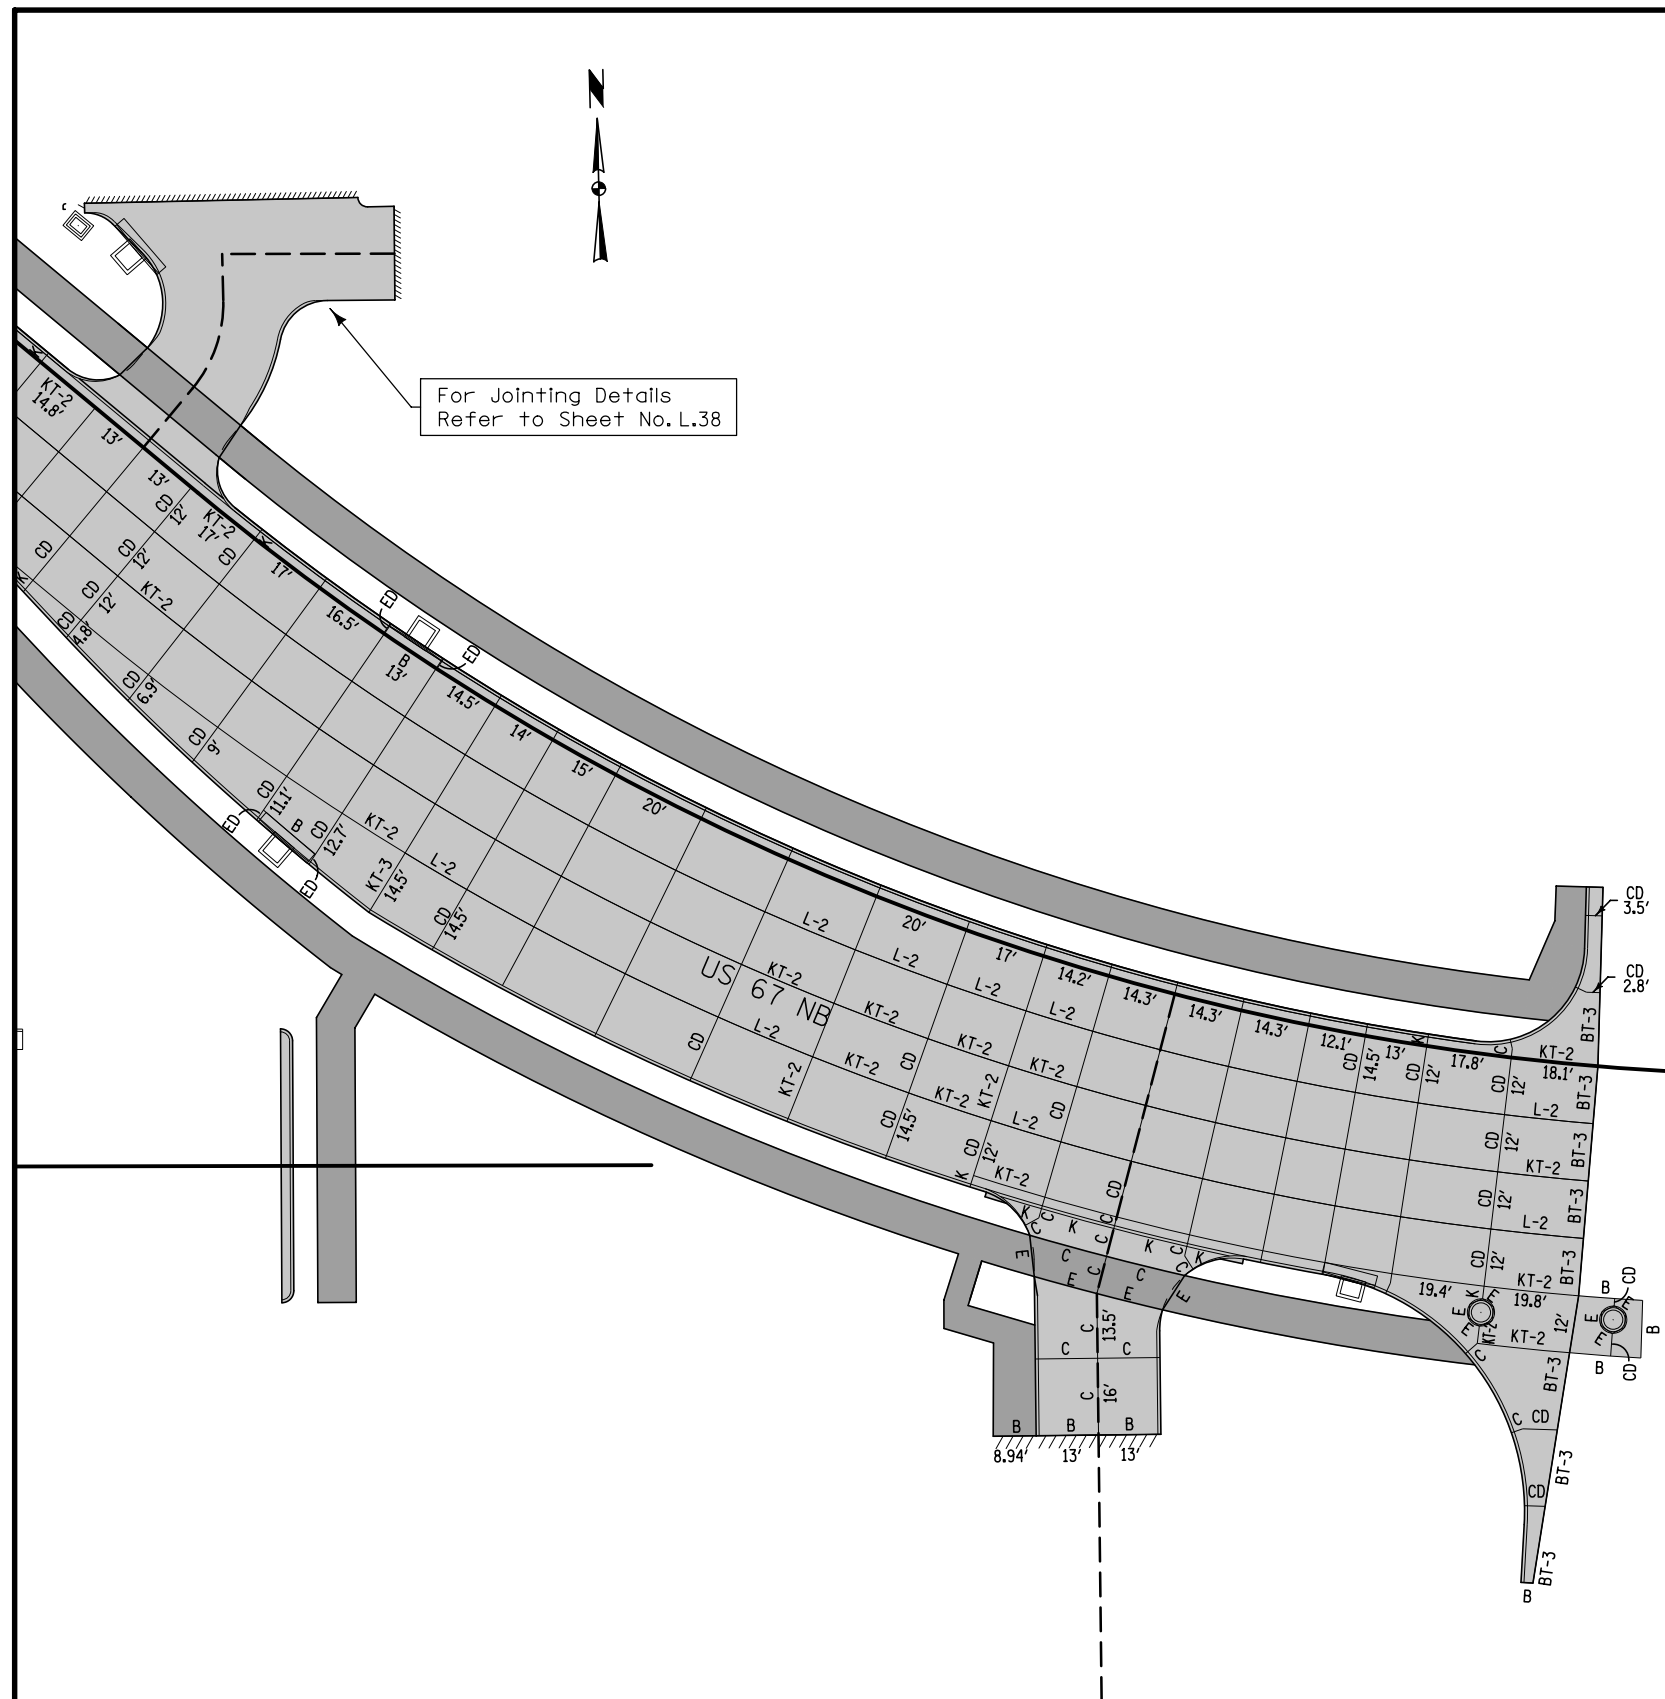 N
c
For Jointing Details
Refer to Sheet No. L.38
K
KT-2
14.8'
13'
13'
CD
12'
KT-2
17'
CD
K
17'
16.5'
ED
ED
B
13'
14.5'
14'
15'
20'
CD
CD
12'
K
CD
12'
KT-2
CD
4.8'
CD
6.9'
CD
9'
CD
11.1'
ED
B
ED
CD
12.7'
KT-2
L-2
KT-3
14.5'
CD
14.5'
US 67 NB
L-2
20'
L-2
17'
L-2
14.2'
L-2
14.3'
14.3'
14.3'
12.1'
CD
14.5'
13'
K
CD
12'
17.8'
C
CD
12'
KT-2
18.1'
CD
3.5'
CD
2.8'
BT-3
BT-3
L-2
BT-3
KT-2
BT-3
L-2
BT-3
KT-2
KT-2
KT-2
KT-2
CD
L-2
KT-2
KT-2
CD
KT-2
KT-2
L-2
CD
CD
14.5'
CD
12'
K
KT-2
CD
CD
12'
CD
12'
CD
12'
K
C
C
K
C
C
K
C
K
C
E
C
E
C
C
E
E
C
13.5'
C
C
C
16'
B
B
B
8.94'
13'
13'
19.4'
K
E
19.8'
KT-2
B
CD
E
E
E
KT-2
KT-2
12'
E
E
B
B
CD
C
BT-3
C
CD
BT-3
CD
BT-3
B